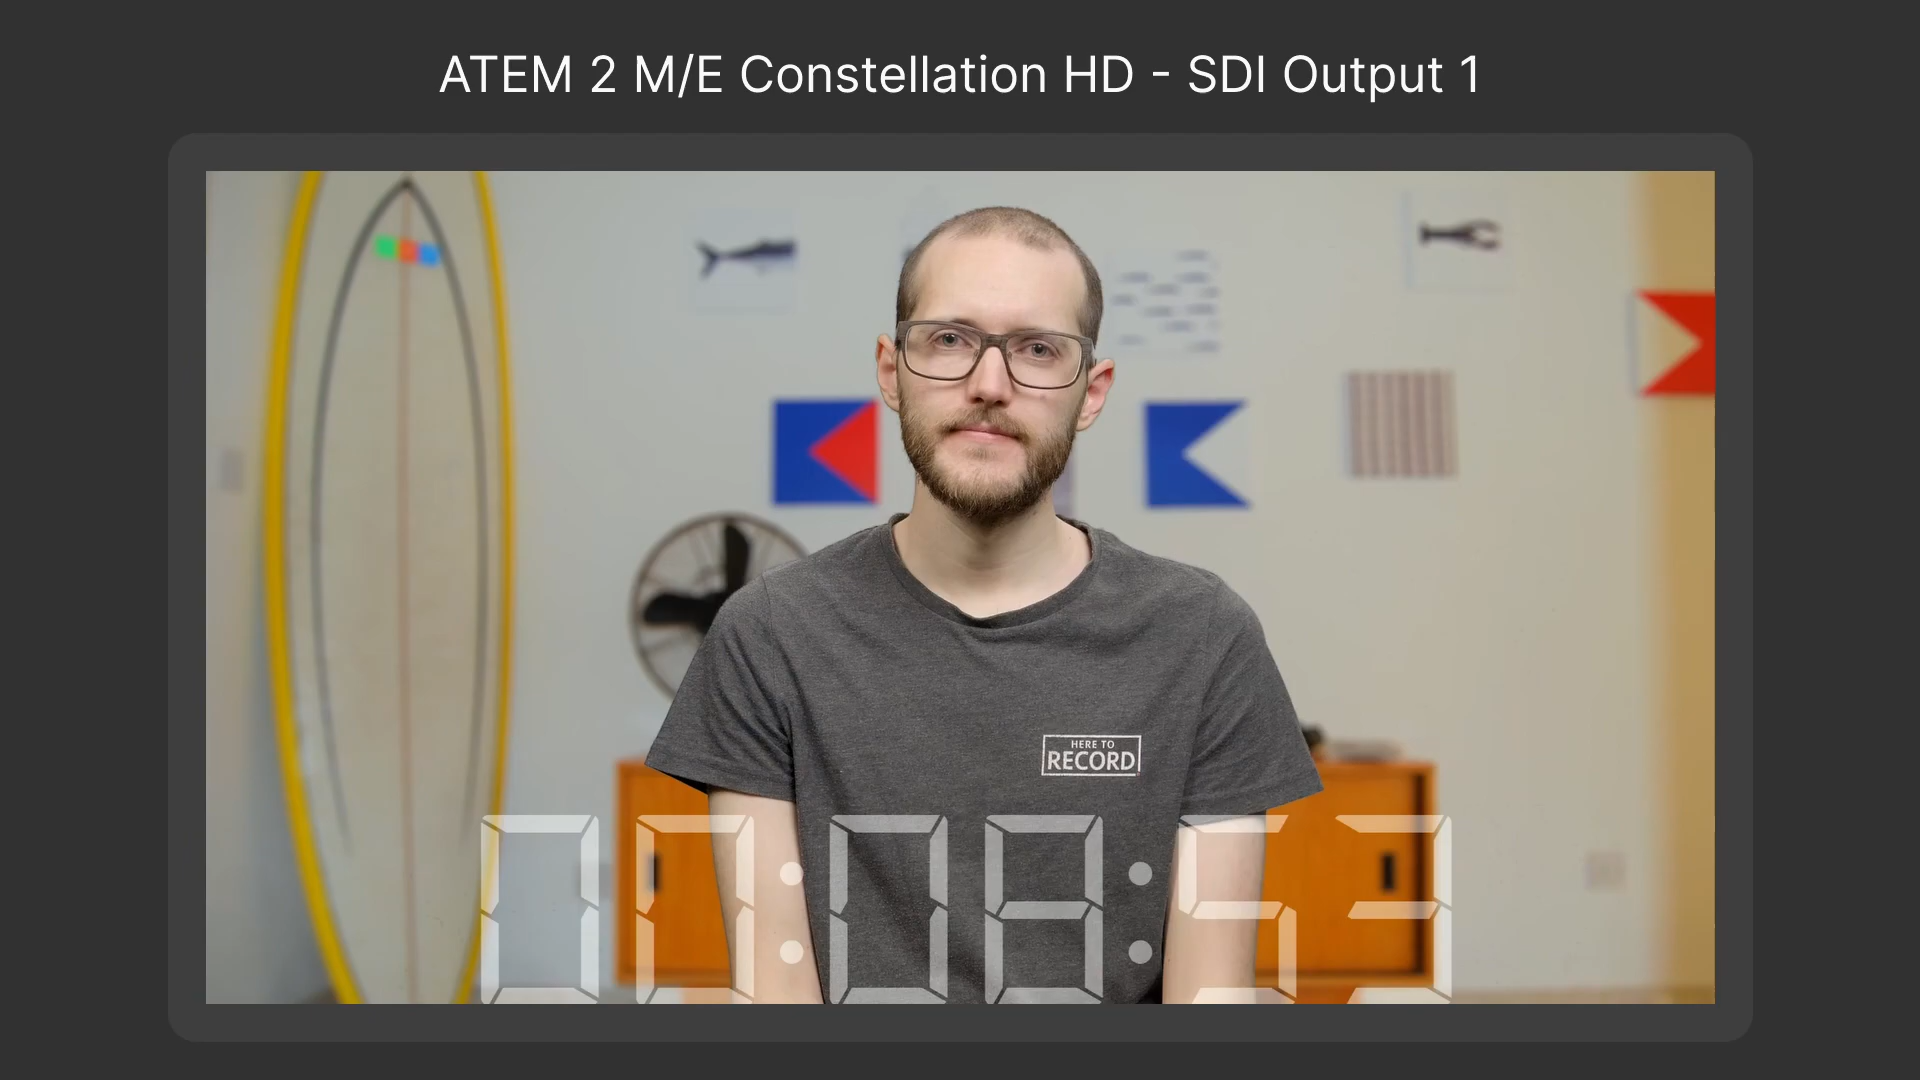 ATEM 2 M/E Constellation HD - SDI Output 1
HERE TO
RECORD
00:08:53